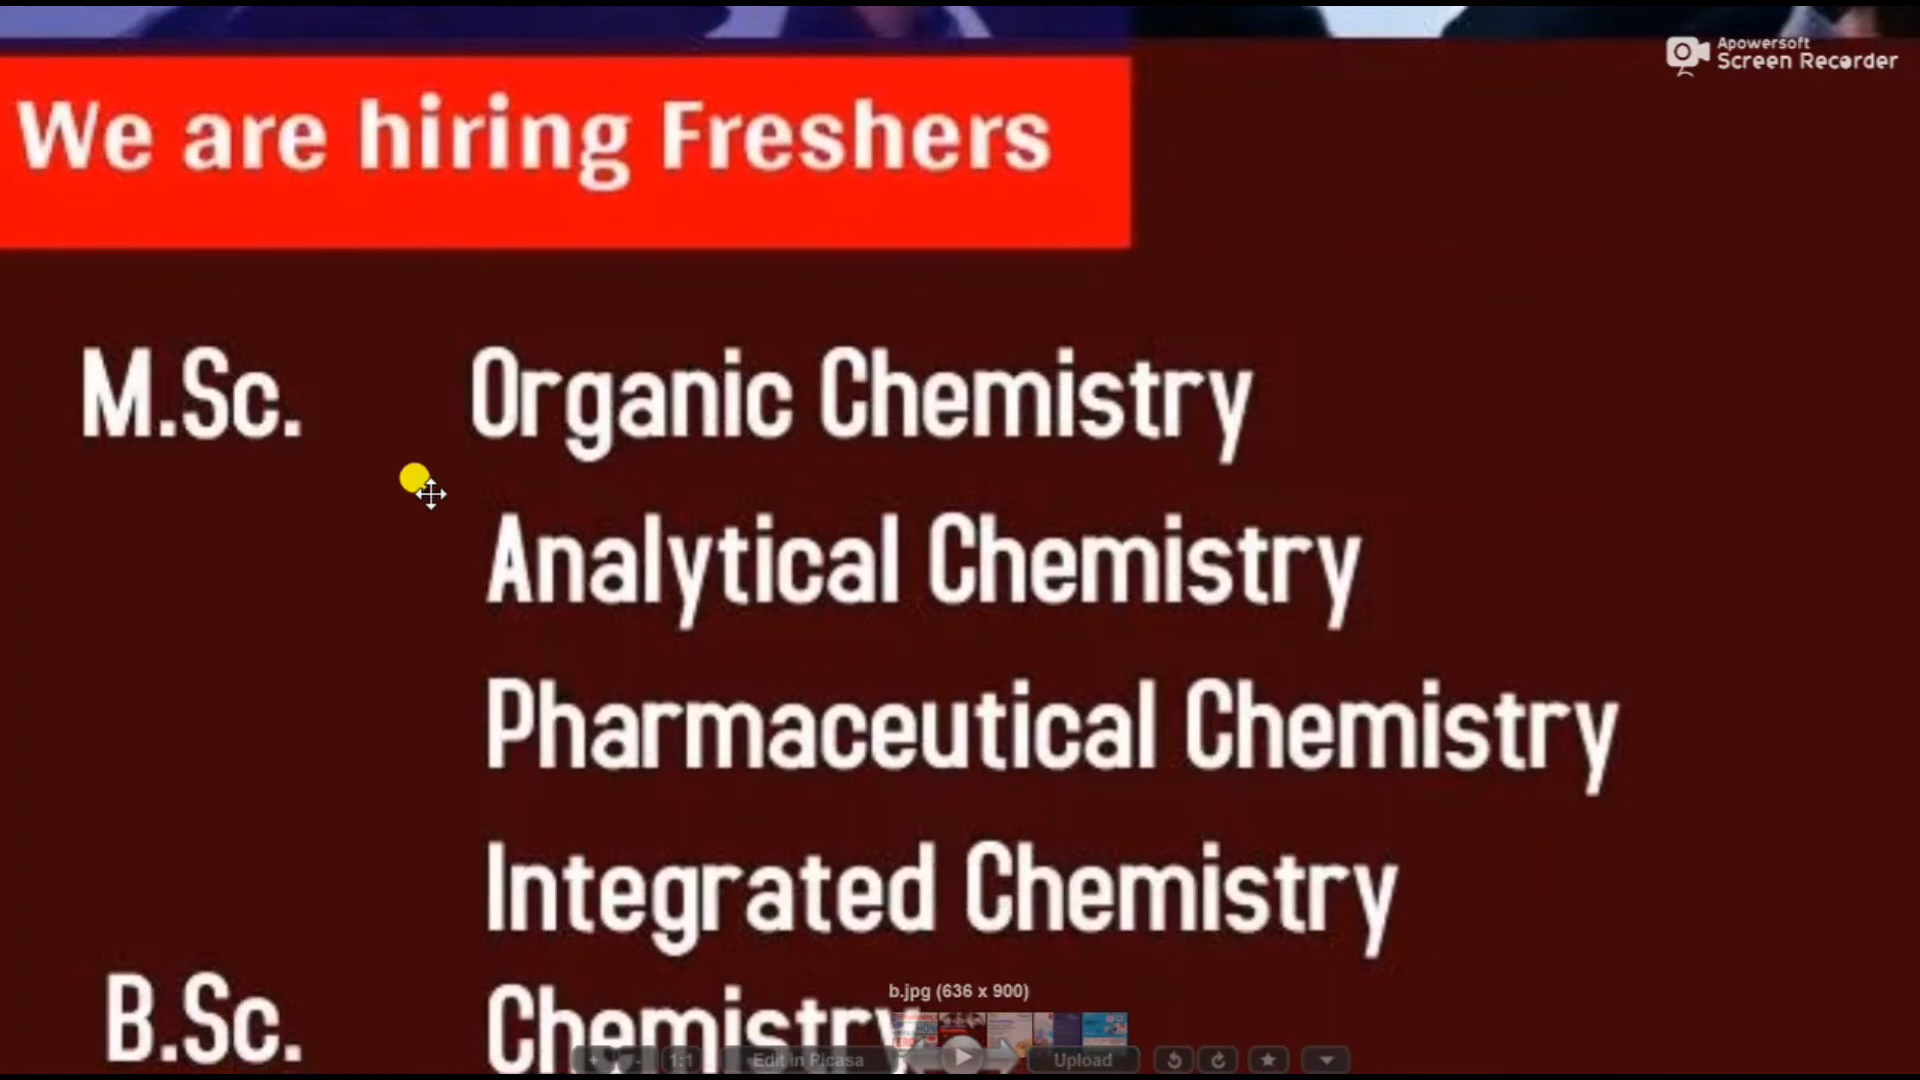 Apowersoft
Screen Recorder
We are hiring Freshers
M.Sc. Organic Chemistry
Analytical Chemistry
Pharmaceutical Chemistry
Integrated Chemistry
B.Sc. Chemistry
b.jpg (636 x 900)
+ - 1:1 Edit in Picasa Upload